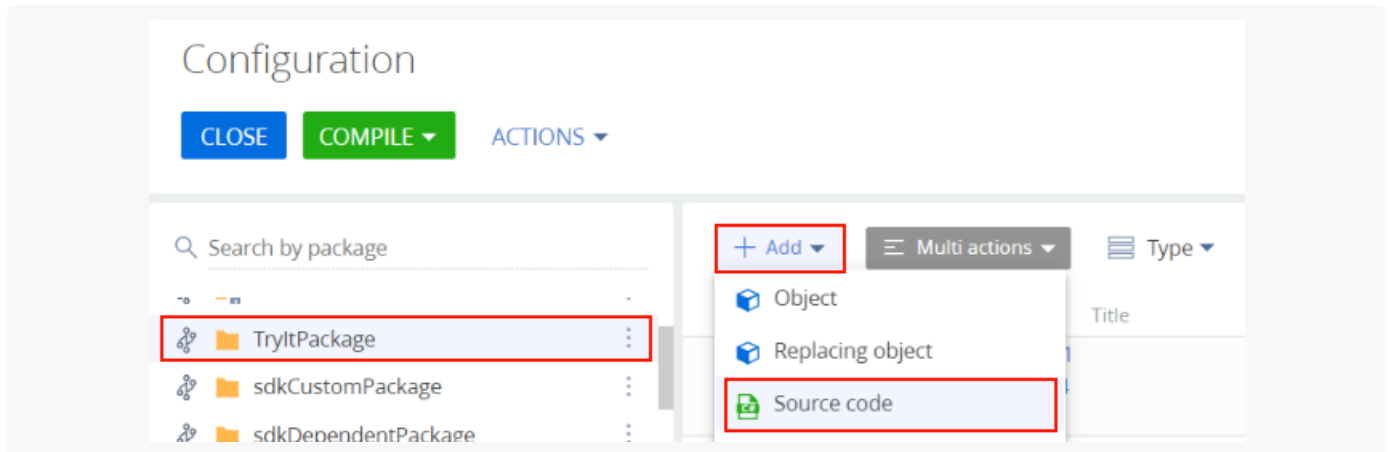 Configuration
CLOSE COMPILE ACTIONS
Search by package
TryItPackage
sdkCustomPackage
sdkDependentPackage
+ Add Multi actions Type
Object
Title
Replacing object
Source code